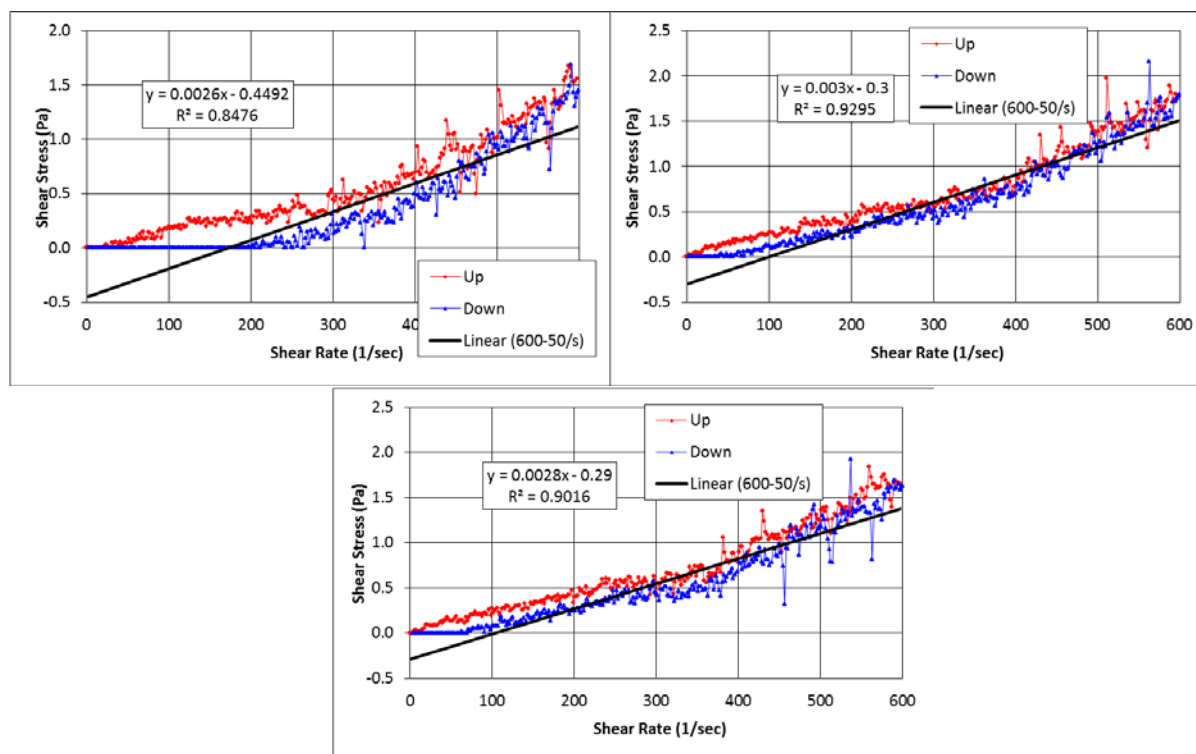 2.0
1.5
1.0
0.5
0.0
-0.5
Shear Stress (Pa)
y = 0.0026x - 0.4492
R² = 0.8476
Up
Down
Linear (600-50/s)
0 100 200 300 40
Shear Rate (1/sec)
2.5
2.0
1.5
1.0
0.5
0.0
-0.5
Shear Stress (Pa)
Up
Down
Linear (600-50/s)
y = 0.003x - 0.3
R² = 0.9295
0 100 200 300 400 500 600
Shear Rate (1/sec)
2.5
2.0
1.5
1.0
0.5
0.0
-0.5
Shear Stress (Pa)
Up
Down
Linear (600-50/s)
y = 0.0028x - 0.29
R² = 0.9016
0 100 200 300 400 500 600
Shear Rate (1/sec)